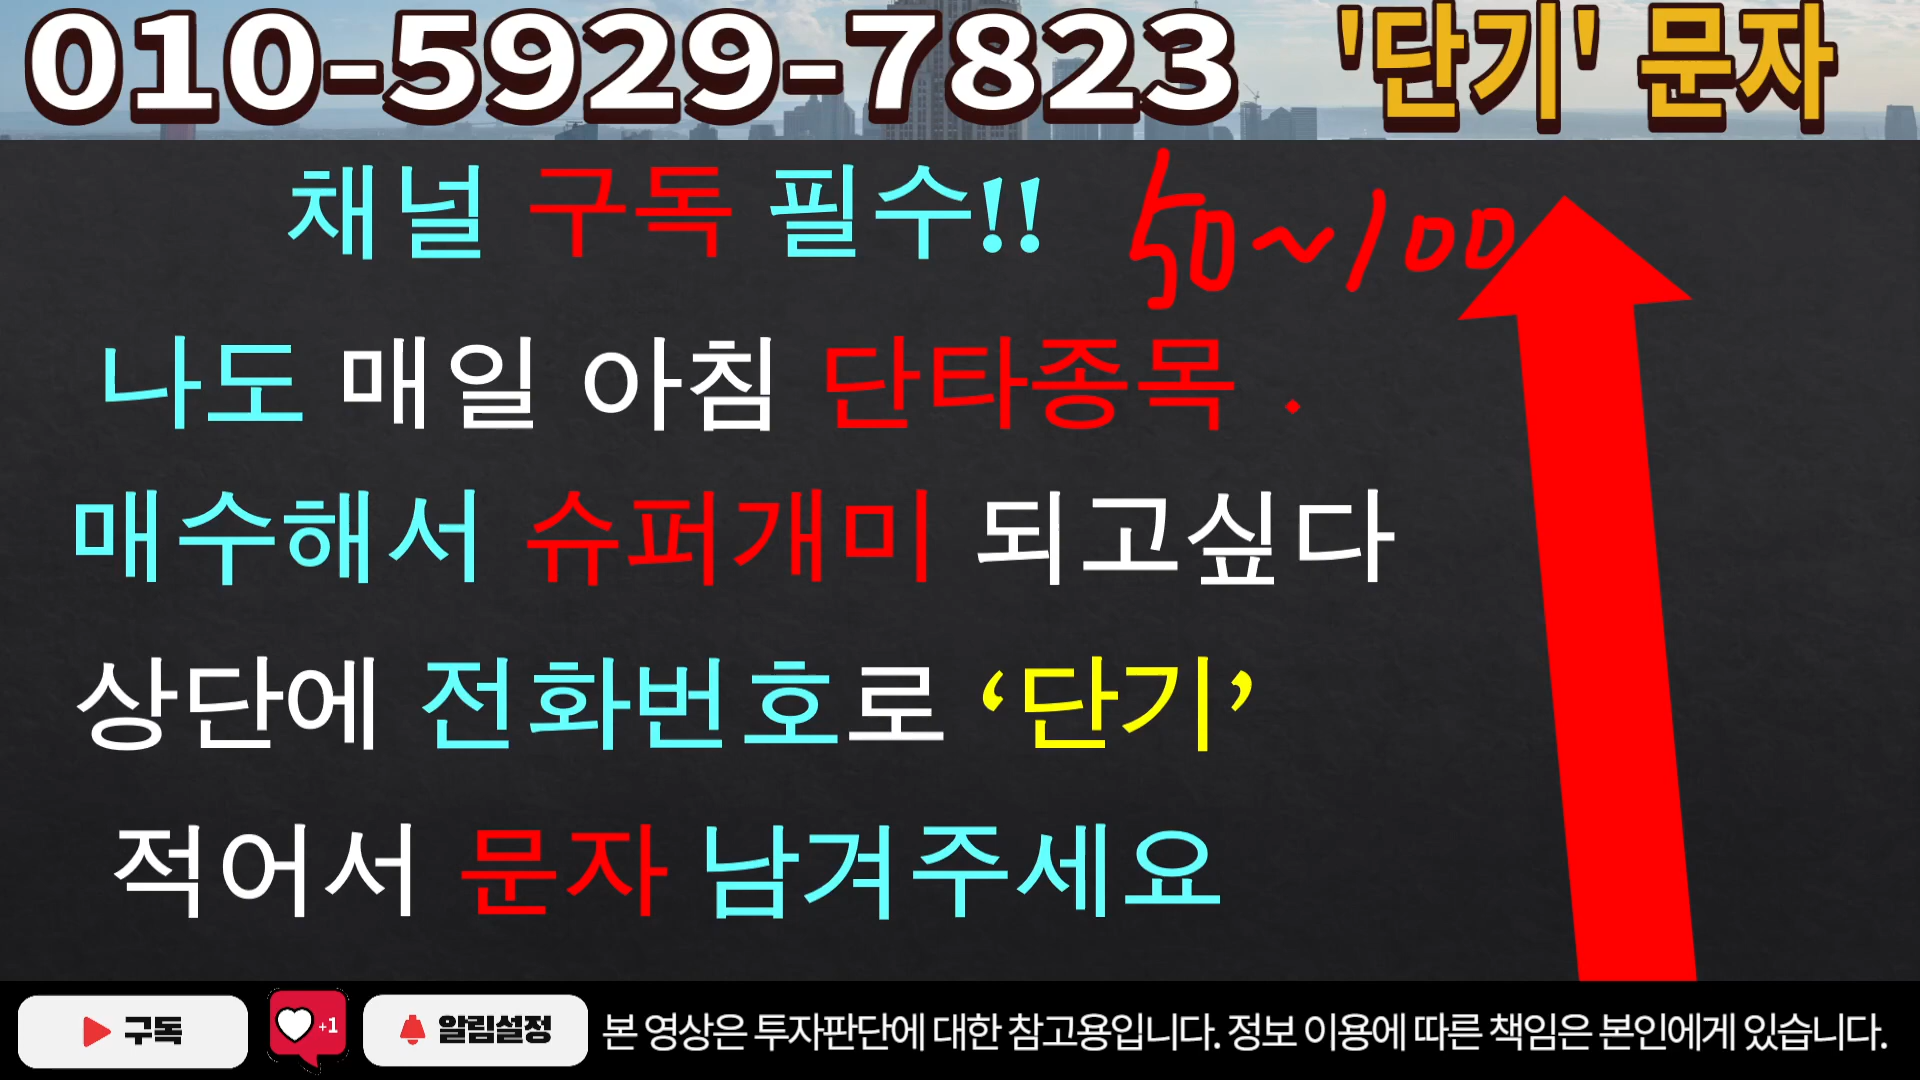 010-5929-7823 '단기' 문자
채널 구독 필수!! 50~100
나도 매일 아침 단타종목 .
매수해서 슈퍼개미 되고싶다
상단에 전화번호로 ‘단기’
적어서 문자 남겨주세요
구독 +1 알림설정 본 영상은 투자판단에 대한 참고용입니다. 정보 이용에 따른 책임은 본인에게 있습니다.